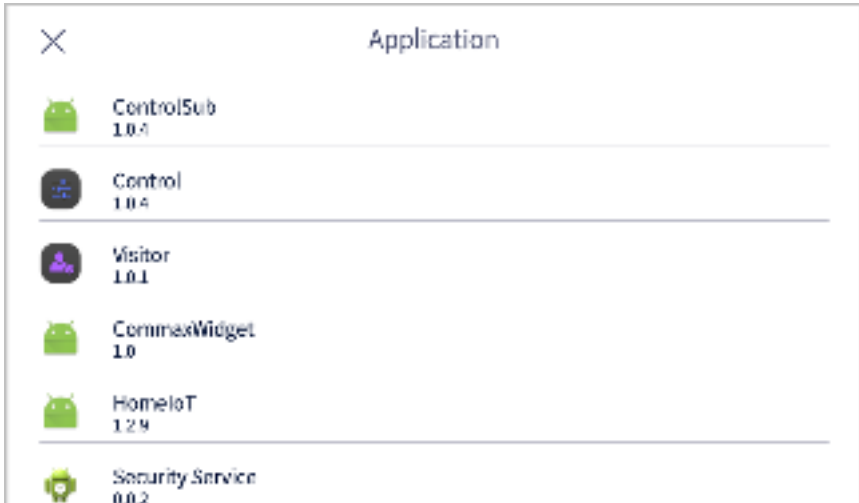 Application
ControlSub
1.0.4
Control
1.0.4
Visitor
1.0.1
CommaxWidget
1.0
HomeIoT
1.2.9
Security Service
0.0.2